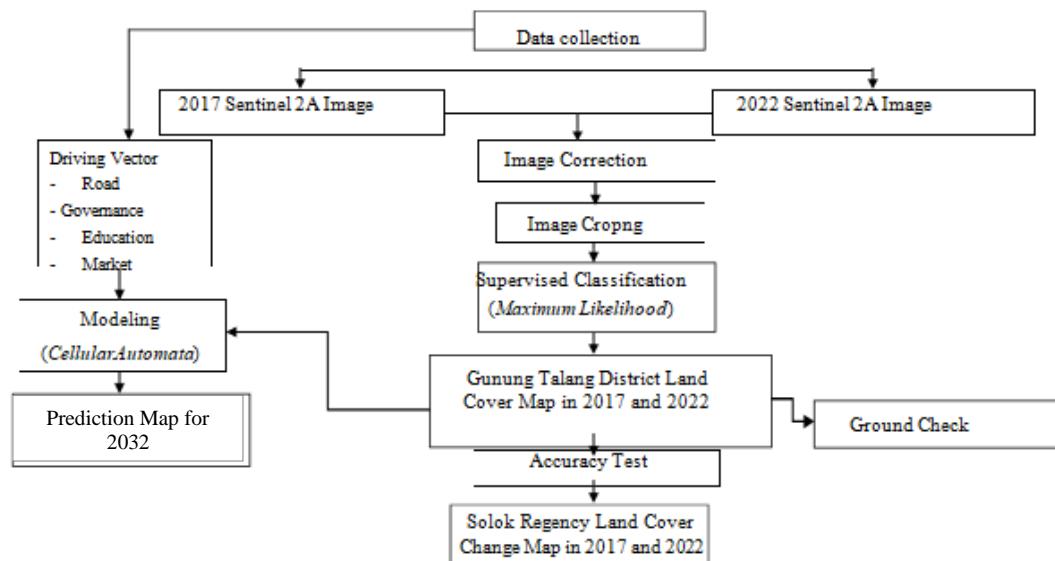 Data collection
2017 Sentinel 2A Image
2022 Sentinel 2A Image
Driving Vector
- Road
- Governance
- Education
- Market
Image Correction
Image Cropng
Supervised Classification
(Maximum Likelihood)
Modeling
(CellularAutomata)
Gunung Talang District Land
Cover Map in 2017 and 2022
Prediction Map for
2032
Ground Check
Accuracy Test
Solok Regency Land Cover
Change Map in 2017 and 2022